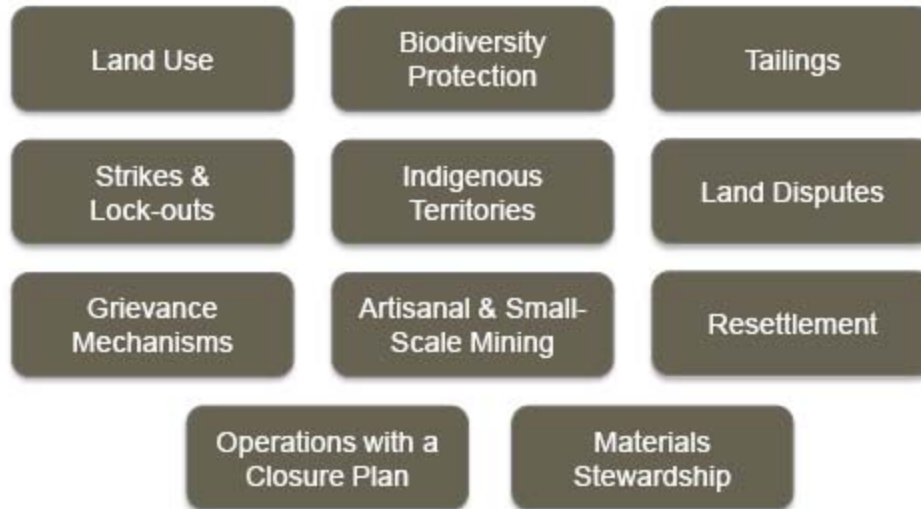 Land Use
Biodiversity
Protection
Tailings
Strikes &
Lock-outs
Indigenous
Territories
Land Disputes
Grievance
Mechanisms
Artisanal & Small-
Scale Mining
Resettlement
Operations with a
Closure Plan
Materials
Stewardship